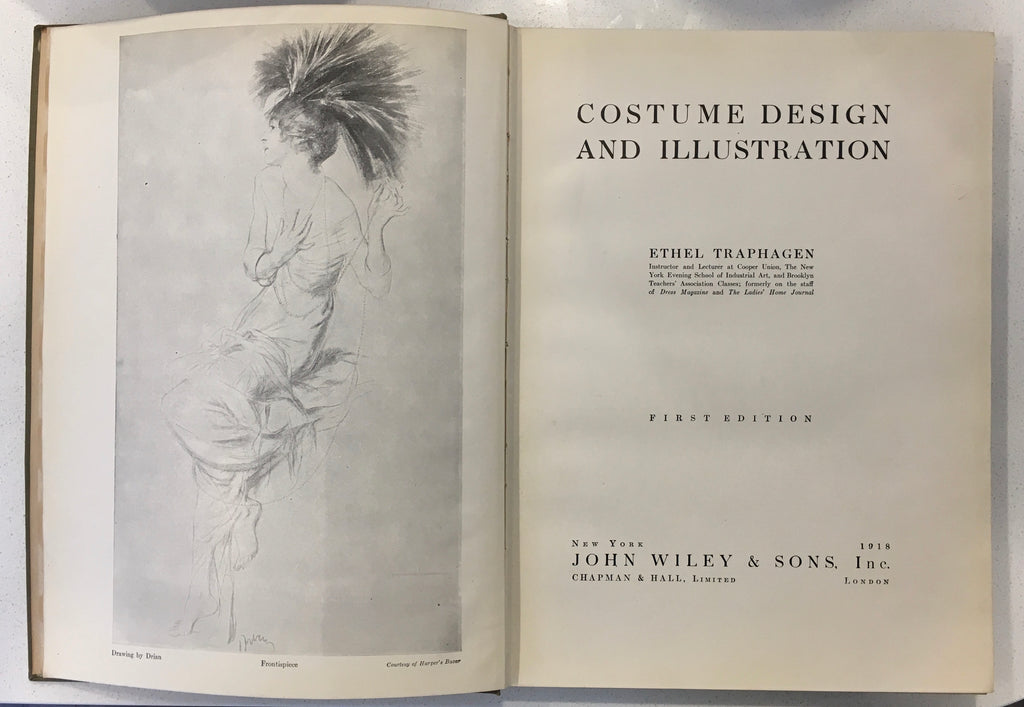 Drawing by Drian
Frontispiece
Courtesy of Harper's Bazar
COSTUME DESIGN
AND ILLUSTRATION
ETHEL TRAPHAGEN
Instructor and Lecturer at Cooper Union, The New
York Evening School of Industrial Art, and Brooklyn
Teachers' Association Classes; formerly on the staff
of Dress Magazine and The Ladies' Home Journal
FIRST EDITION
New York 1918
JOHN WILEY & SONS, Inc.
CHAPMAN & HALL, Limited London